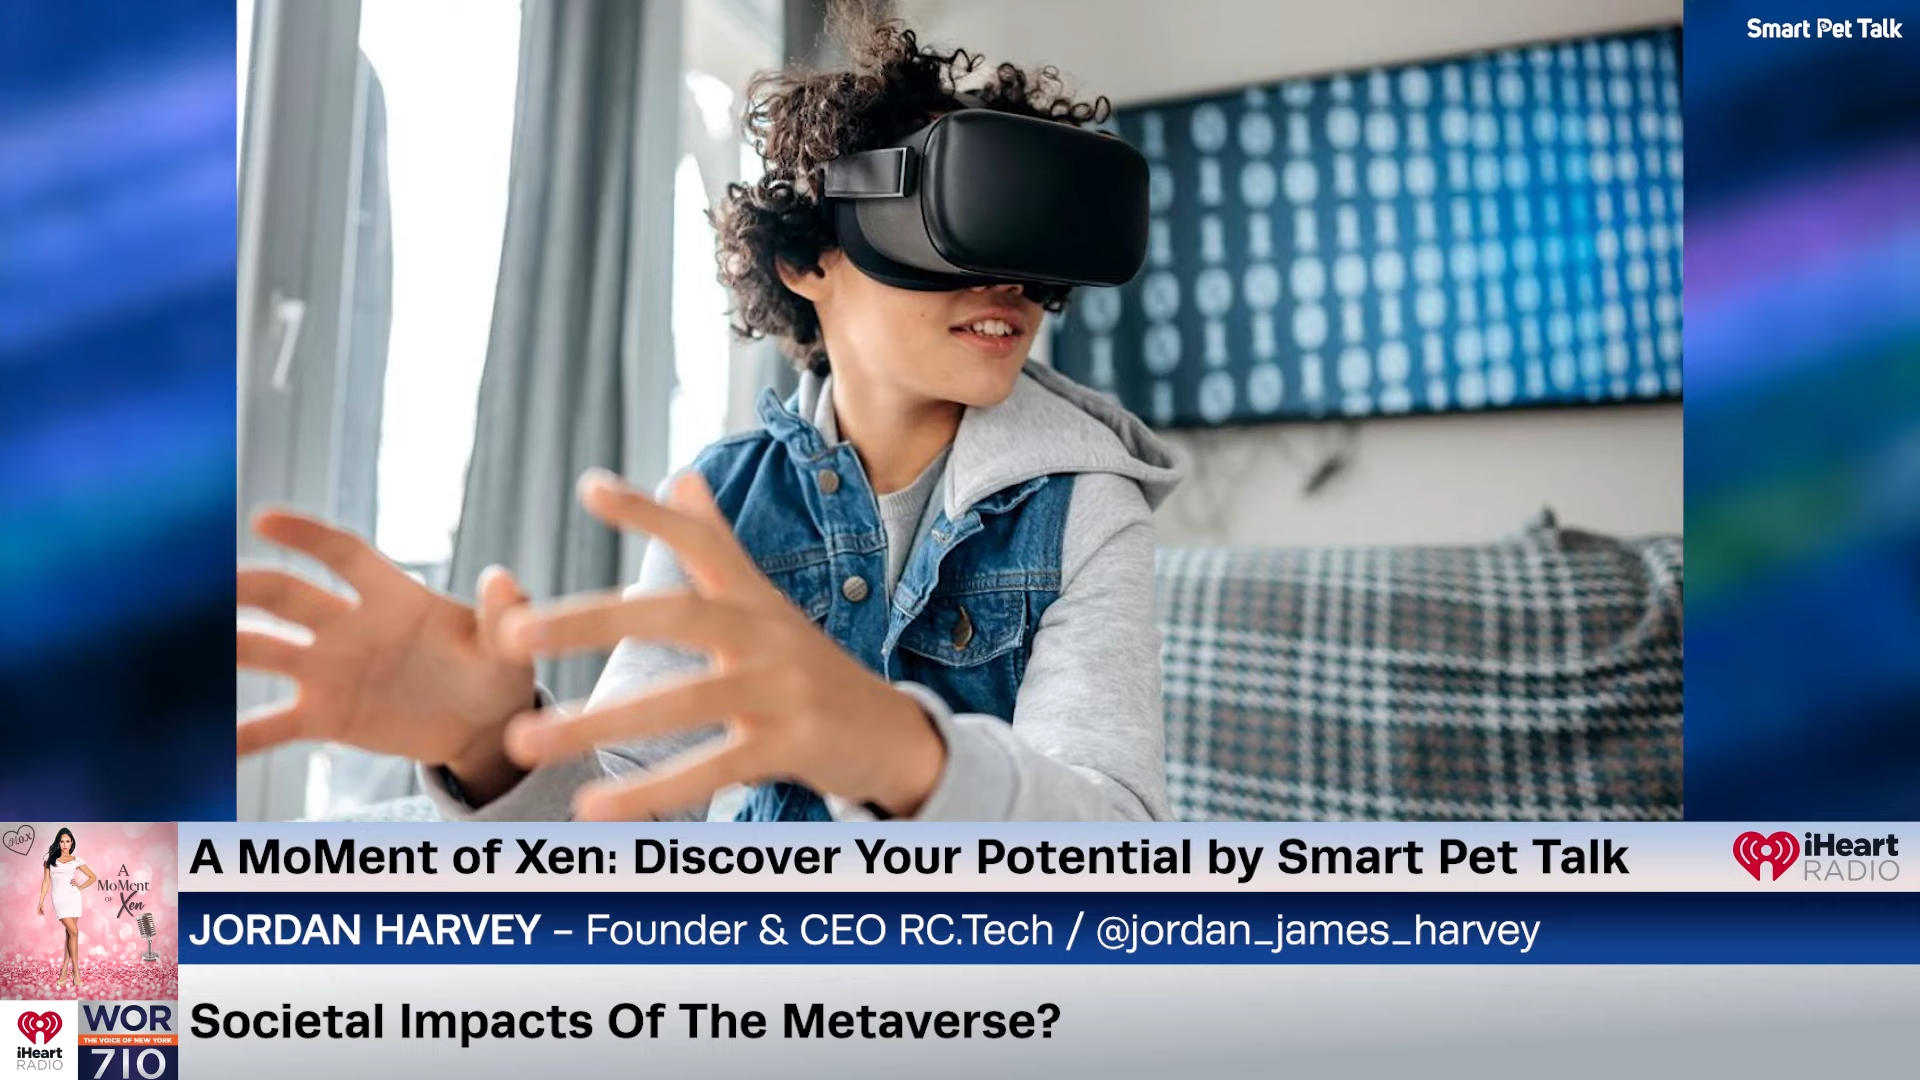 Smart Pet Talk
A MoMent of Xen: Discover Your Potential by Smart Pet Talk
iHeart
RADIO
JORDAN HARVEY – Founder & CEO RC.Tech / @jordan_james_harvey
Societal Impacts Of The Metaverse?
M.O.X
A
MoMent
OF
Xen
iHeart
RADIO
WOR
THE VOICE OF NEW YORK
710